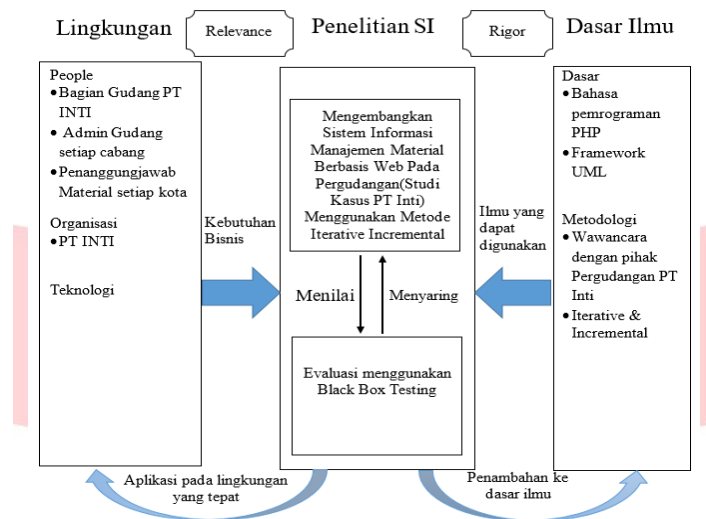 Lingkungan
Relevance
Penelitian SI
Rigor
Dasar Ilmu
People
•Bagian Gudang PT
INTI
• Admin Gudang
setiap cabang
•Penanggungjawab
Material setiap kota
Organisasi
•PT INTI
Teknologi
Kebutuhan
Bisnis
Mengembangkan
Sistem Informasi
Manajemen Material
Berbasis Web Pada
Pergudangan(Studi
Kasus PT Inti)
Menggunakan Metode
Iterative Incremental
Menilai
Menyaring
Evaluasi menggunakan
Black Box Testing
Ilmu yang
dapat
digunakan
Dasar
•Bahasa
pemrograman
PHP
•Framework
UML
Metodologi
•Wawancara
dengan pihak
Pergudangan PT
Inti
•Iterative &
Incremental
Aplikasi pada lingkungan
yang tepat
Penambahan ke
dasar ilmu